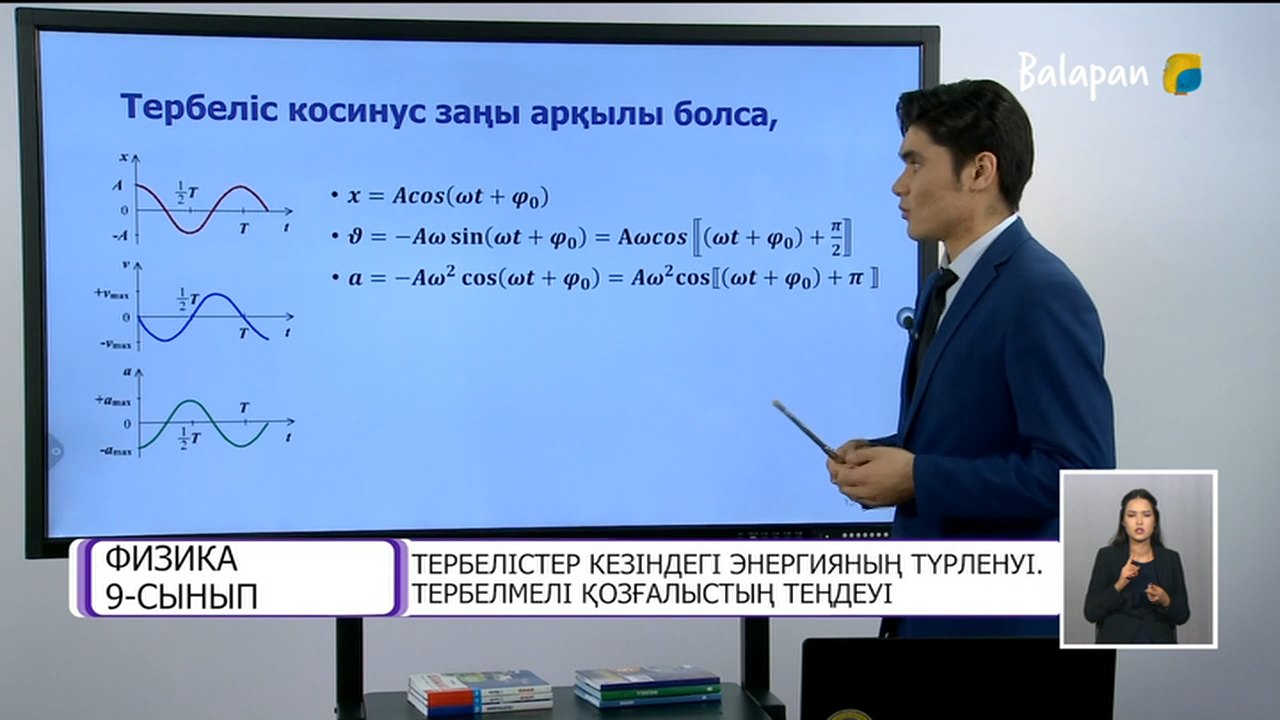 Balapan
Тербеліс косинус заңы арқылы болса,
x
A
½T
0
-A
T
t
• x = Acos(ωt + φ₀)
• ϑ = −Aω sin(ωt + φ₀) = Aωcos⟦(ωt + φ₀) + π/2⟧
• a = −Aω² cos(ωt + φ₀) = Aω²cos⟦(ωt + φ₀) + π ⟧
v
+vmax
½T
0
T
t
-vmax
a
+amax
T
0
½T
t
-amax
ФИЗИКА
9-СЫНЫП
ТЕРБЕЛІСТЕР КЕЗІНДЕГІ ЭНЕРГИЯНЫҢ ТҮРЛЕНУІ.
ТЕРБЕЛМЕЛІ ҚОЗҒАЛЫСТЫҢ ТЕҢДЕУІ